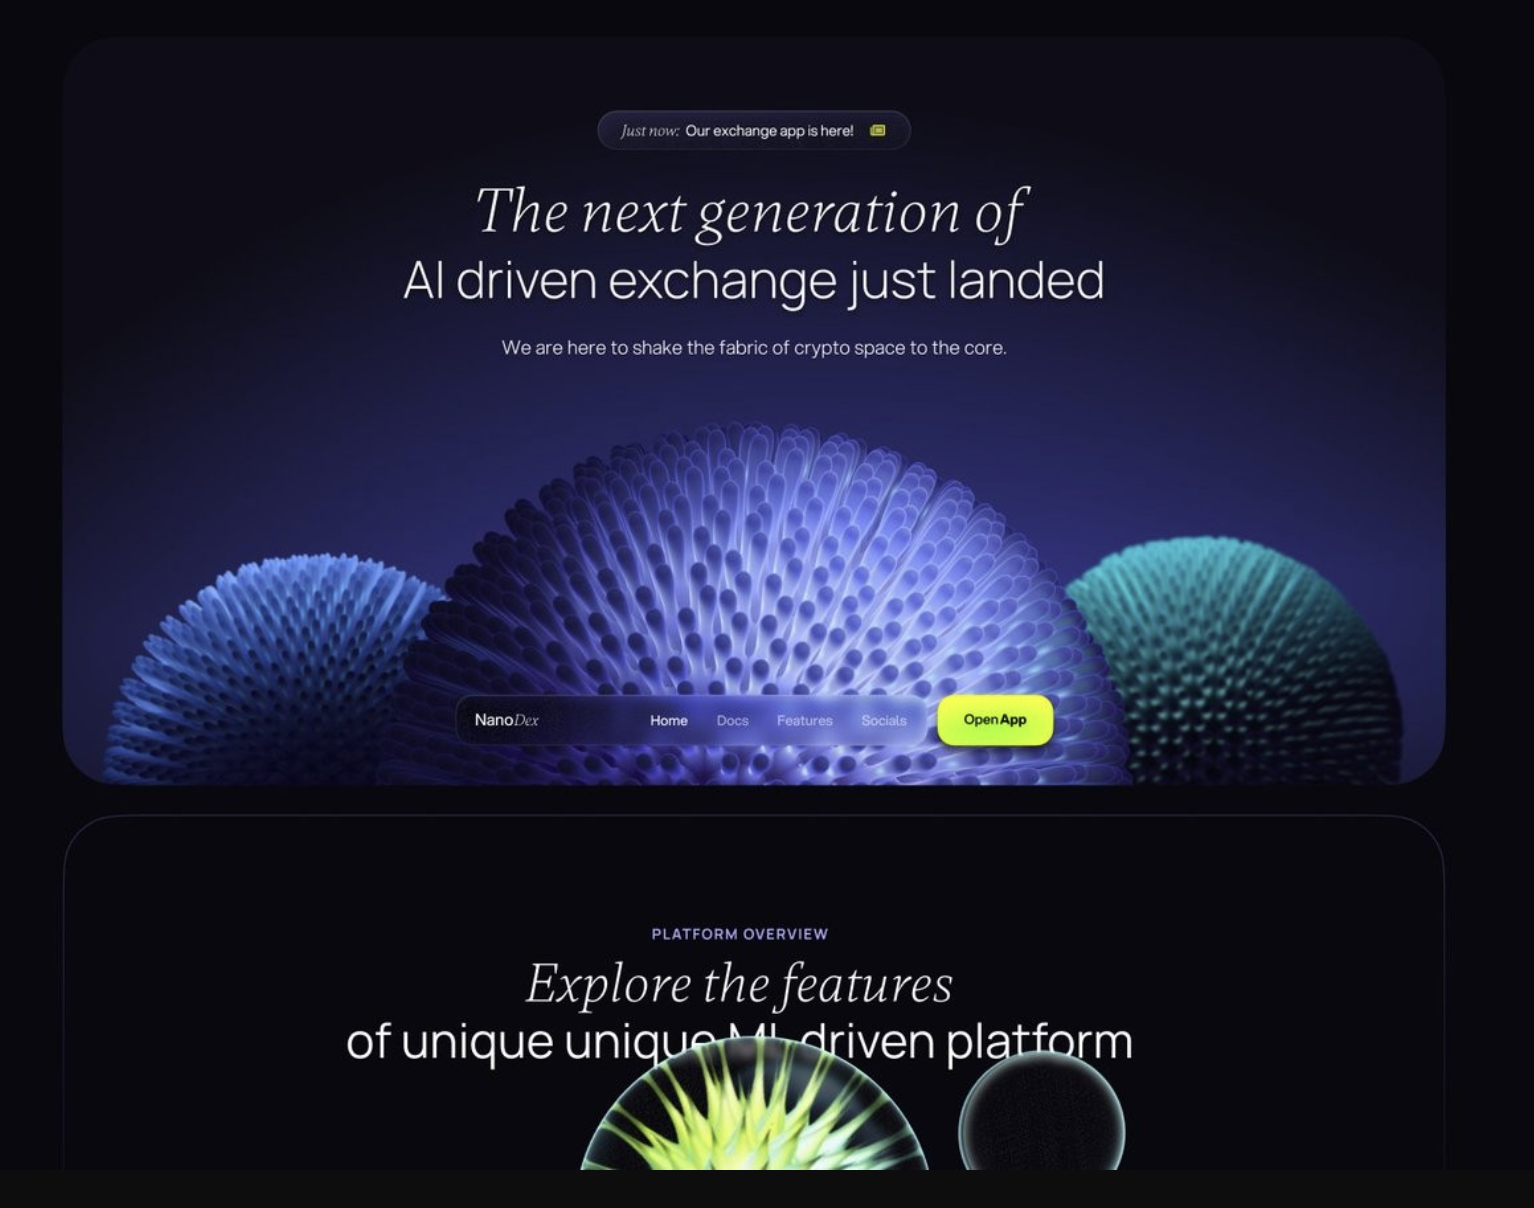 Just now: Our exchange app is here!
The next generation of
AI driven exchange just landed
We are here to shake the fabric of crypto space to the core.
NanoDex Home Docs Features Socials Open App
PLATFORM OVERVIEW
Explore the features
of unique unique ML driven platform